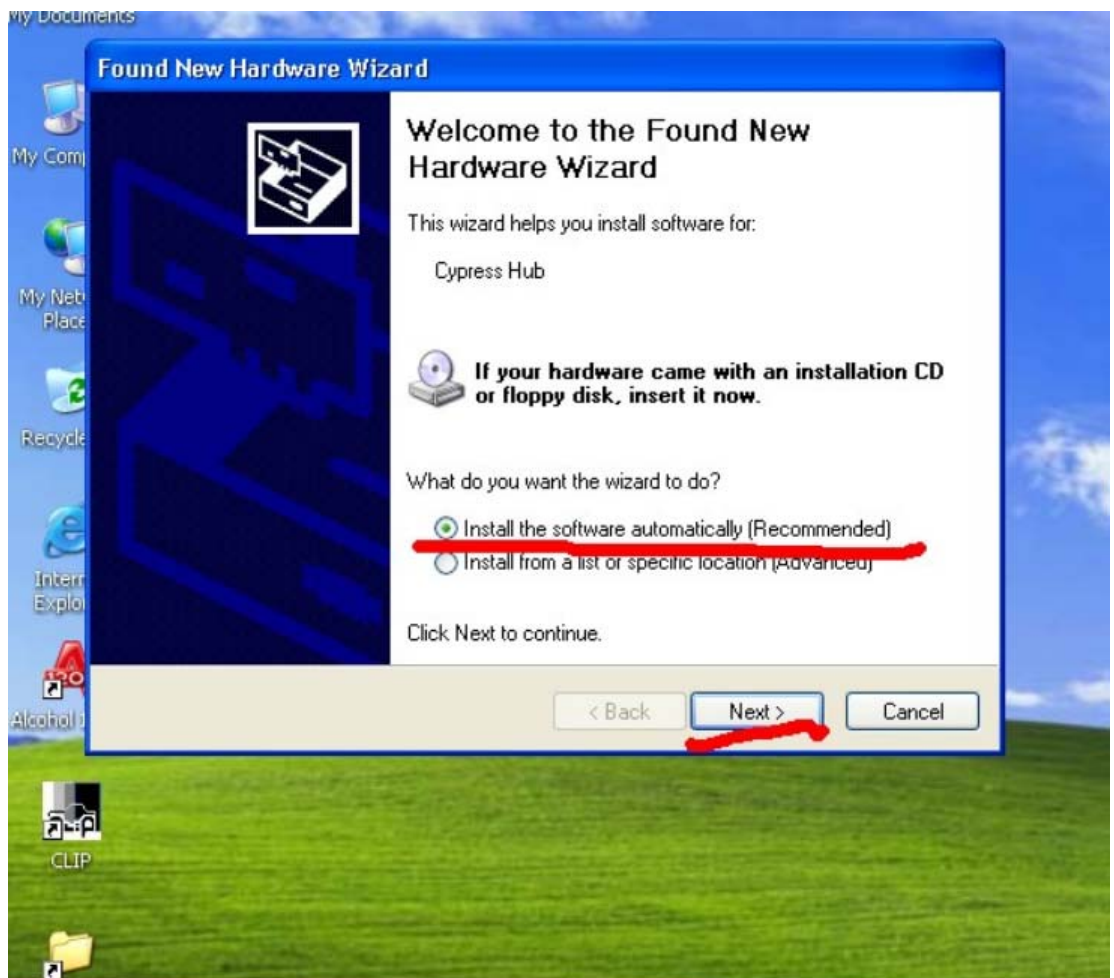 My Documents
Found New Hardware Wizard
Welcome to the Found New
Hardware Wizard
This wizard helps you install software for:
Cypress Hub
If your hardware came with an installation CD
or floppy disk, insert it now.
What do you want the wizard to do?
Install the software automatically (Recommended)
Install from a list or specific location (Advanced)
Click Next to continue.
< Back
Next >
Cancel
My Comp
My Net
Place
Recycle
Intern
Explo
Alcohol 1
CLIP